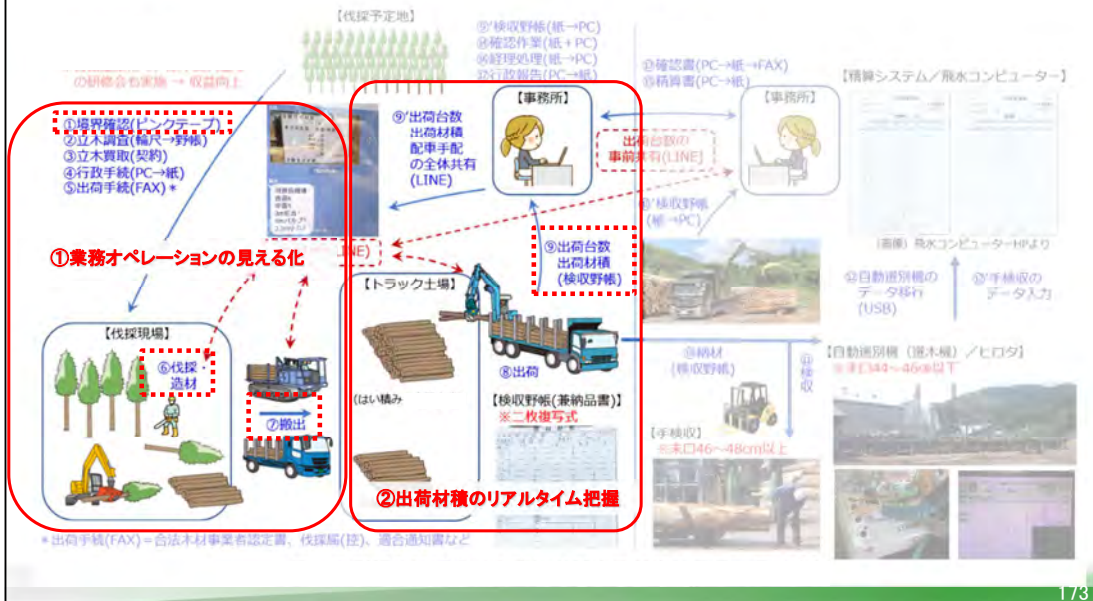 【伐採予定地】
の研修会も実施 → 収益向上
⑨'検収野帳(紙→PC)
⑭確認作業(紙+PC)
⑯経理処理(紙→PC)
⑰行政報告(PC→紙)
⑬確認書(PC→紙→FAX)
⑮精算書(PC→紙)
【積算システム/飛水コンピューター】
【事務所】
【事務所】
①境界確認(ピンクテープ)
②立木調査(輪尺→野帳)
③立木買取(契約)
④行政手続(PC→紙)
⑤出荷手続(FAX)*
⑨'出荷台数
出荷材積
配車手配
の全体共有
(LINE)
出荷台数の
事前共有(LINE)
検収野帳
(紙→PC)
①業務オペレーションの見える化
INE)
⑨出荷台数
出荷材積
(検収野帳)
(画像)飛水コンピューターHPより
⑫自動選別機の
データ移行
(USB)
⑫'手検収の
データ入力
【トラック土場】
【伐採現場】
⑥伐採・
造材
⑦搬出
⑧出荷
⑩納材
(検収野帳)
⑪検収
【自動選別機(選木機)/ヒロタ】
※末口44~46cm以下
(はい積み
【検収野帳(兼納品書)】
※二枚複写式
【手検収】
※末口46~48cm以上
②出荷材積のリアルタイム把握
*出荷手続(FAX)=合法木材事業者認定書、伐採届(控)、適合通知書など
173